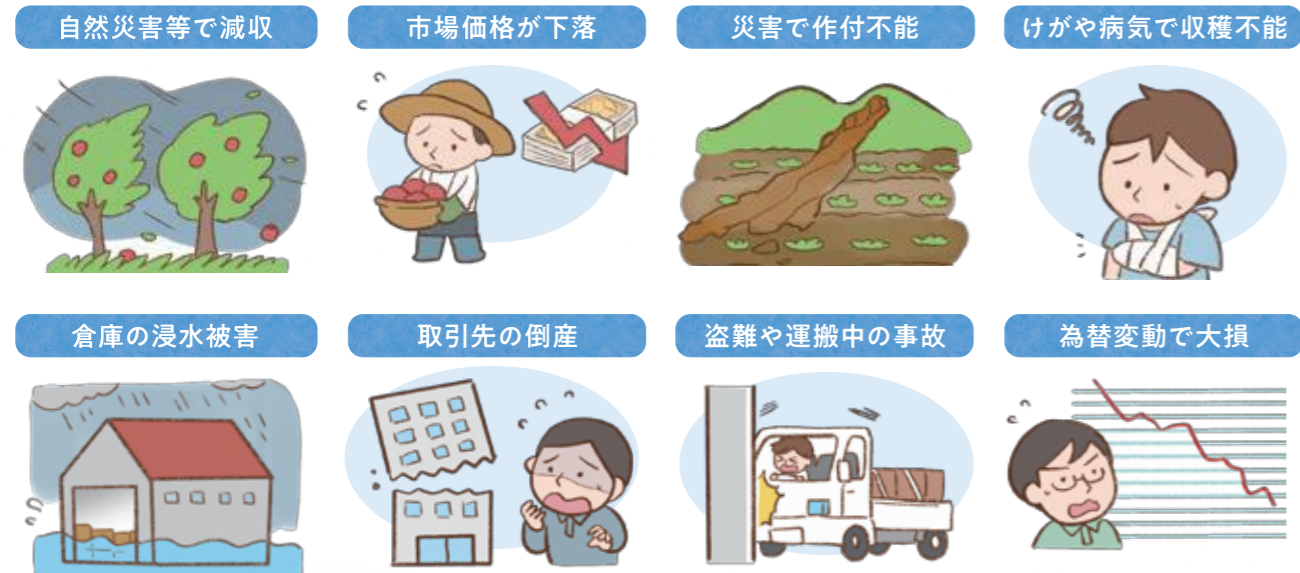 自然災害等で減収
市場価格が下落
災害で作付不能
けがや病気で収穫不能
倉庫の浸水被害
取引先の倒産
盗難や運搬中の事故
為替変動で大損